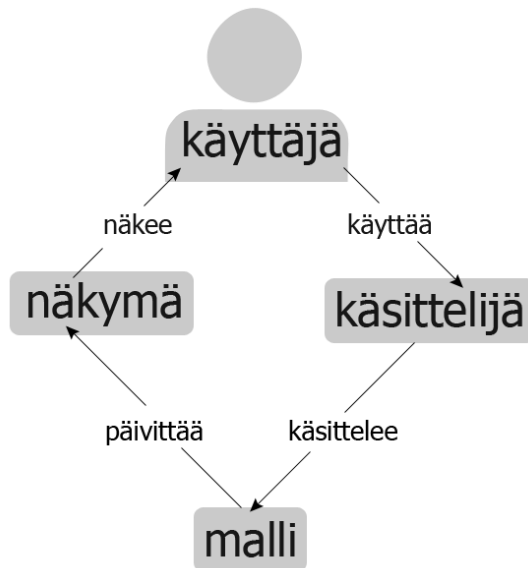 käyttäjä
näkee
käyttää
näkymä
käsittelijä
päivittää
käsittelee
malli